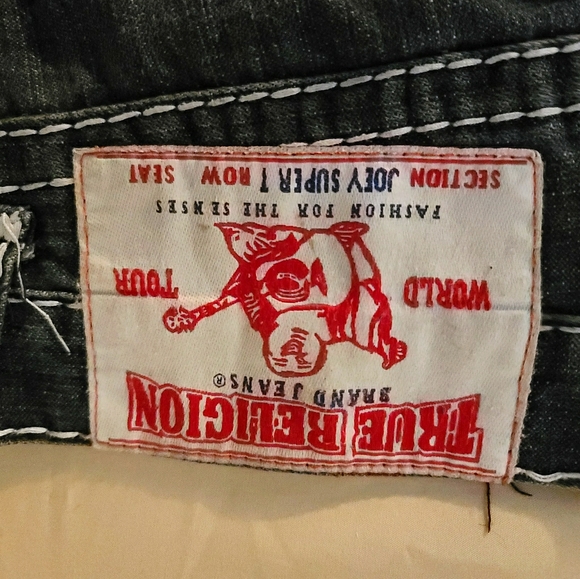 TRUE RELIGION
BRAND JEANS®
WORLD TOUR
FASHION FOR THE SENSES
SECTION JOEY SUPER T ROW SEAT